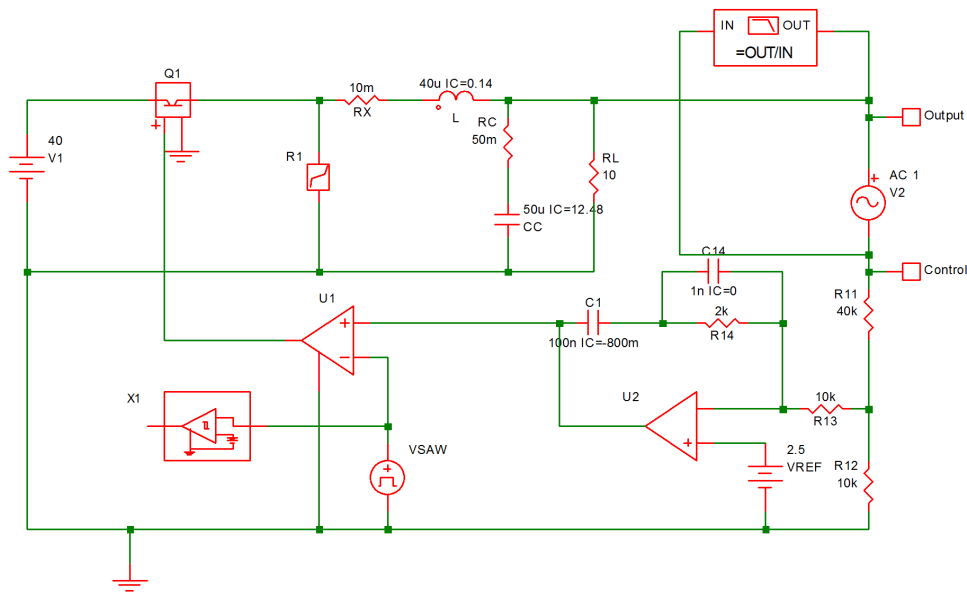 IN OUT
=OUT/IN
Q1
10m
RX
40u IC=0.14
L
RC
50m
Output
40
V1
R1
RL
10
AC 1
V2
50u IC=12.48
CC
C14
1n IC=0
Control
U1
C1
2k
R14
R11
40k
100n IC=-800m
X1
U2
10k
R13
VSAW
2.5
VREF
R12
10k